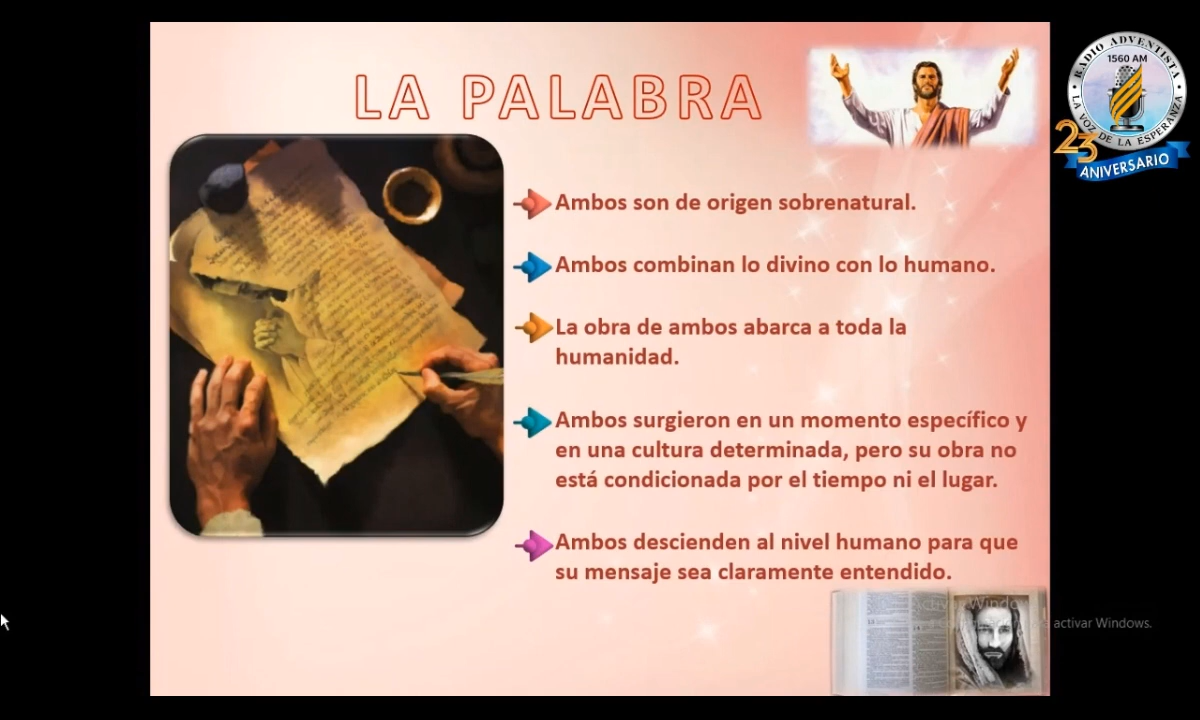 LA PALABRA
RADIO ADVENTISTA
1560 AM
LA VOZ DE LA ESPERANZA
23
ANIVERSARIO
Ambos son de origen sobrenatural.
Ambos combinan lo divino con lo humano.
La obra de ambos abarca a toda la
humanidad.
Ambos surgieron en un momento específico y
en una cultura determinada, pero su obra no
está condicionada por el tiempo ni el lugar.
Ambos descienden al nivel humano para que
su mensaje sea claramente entendido.
activar Windows.